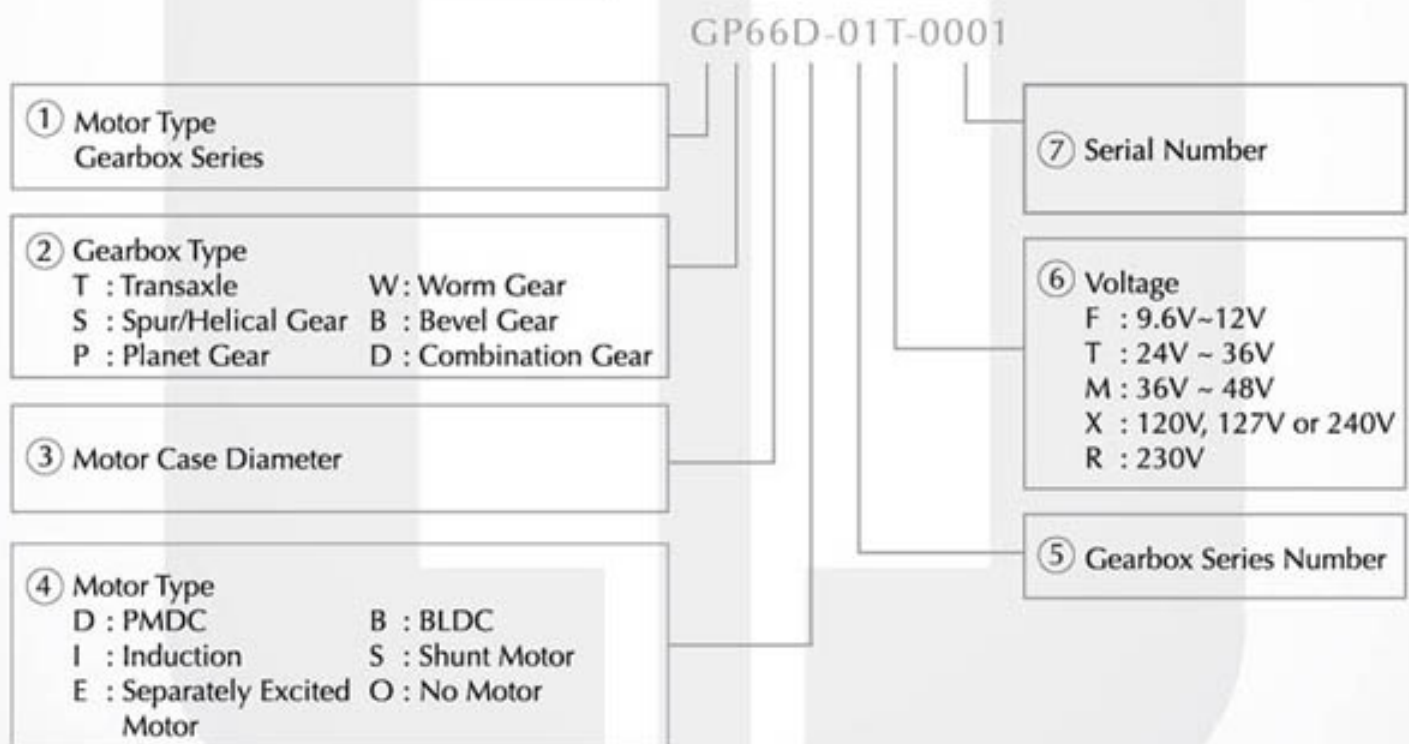 GP66D-01T-0001
① Motor Type
Gearbox Series
② Gearbox Type
T : Transaxle W : Worm Gear
S : Spur/Helical Gear B : Bevel Gear
P : Planet Gear D : Combination Gear
③ Motor Case Diameter
④ Motor Type
D : PMDC B : BLDC
I : Induction S : Shunt Motor
E : Separately Excited O : No Motor
Motor
⑦ Serial Number
⑥ Voltage
F : 9.6V~12V
T : 24V ~ 36V
M : 36V ~ 48V
X : 120V, 127V or 240V
R : 230V
⑤ Gearbox Series Number